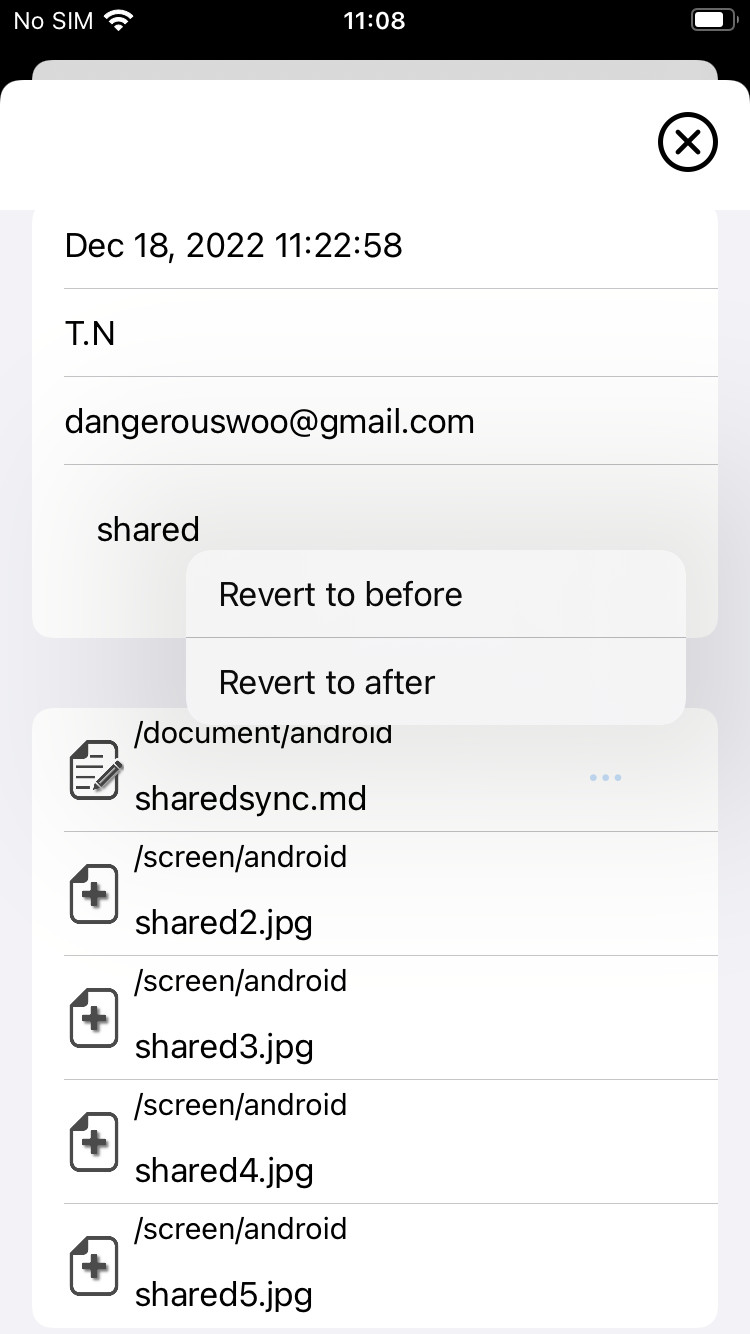 No SIM
11:08
Dec 18, 2022 11:22:58
T.N
dangerouswoo@gmail.com
shared
Revert to before
Revert to after
/document/android
sharedsync.md
/screen/android
shared2.jpg
/screen/android
shared3.jpg
/screen/android
shared4.jpg
/screen/android
shared5.jpg